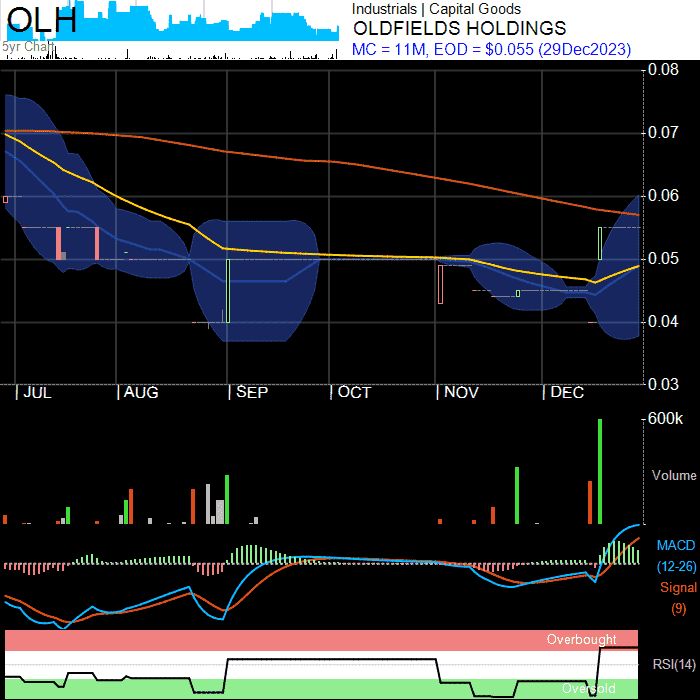 OLH
5yr Chart
Industrials | Capital Goods
OLDFIELDS HOLDINGS
MC = 11M, EOD = $0.055 (29Dec2023)
0.08
0.07
0.06
0.05
0.04
0.03
JUL AUG SEP OCT NOV DEC
600k
Volume
MACD
(12-26)
Signal
(9)
Overbought
RSI(14)
Oversold